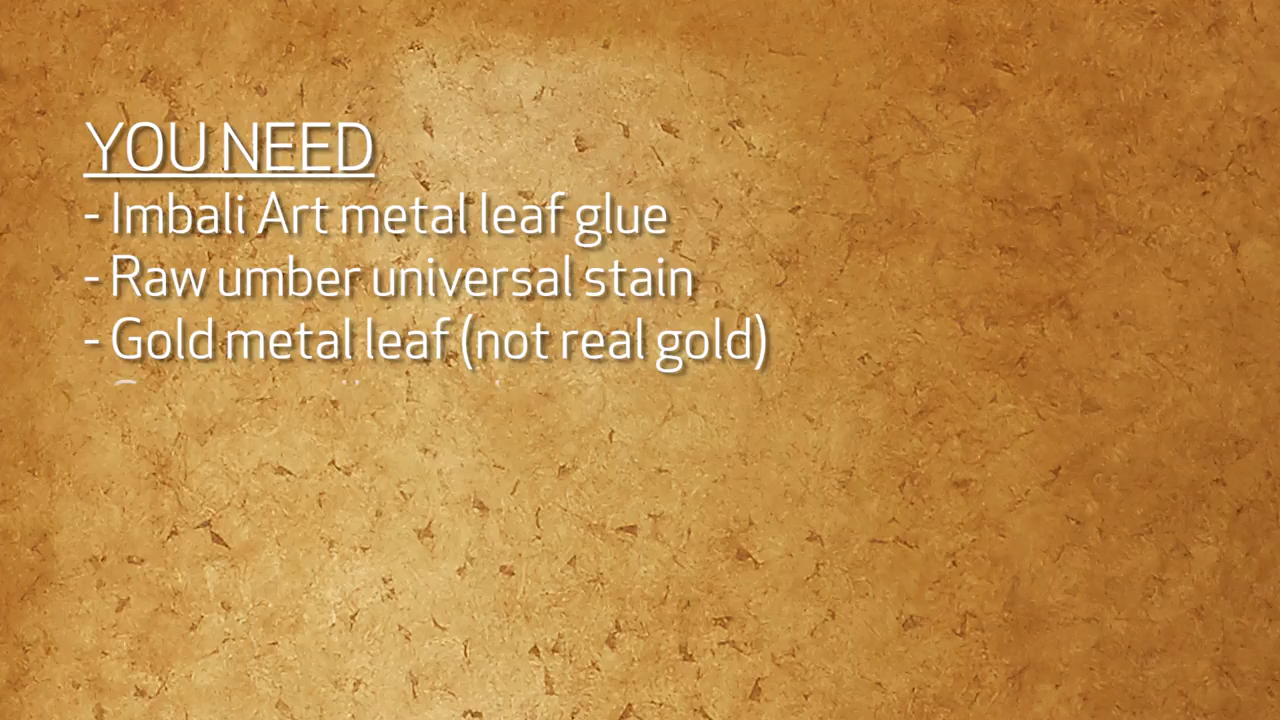 YOU NEED
- Imbali Art metal leaf glue
- Raw umber universal stain
- Gold metal leaf (not real gold)